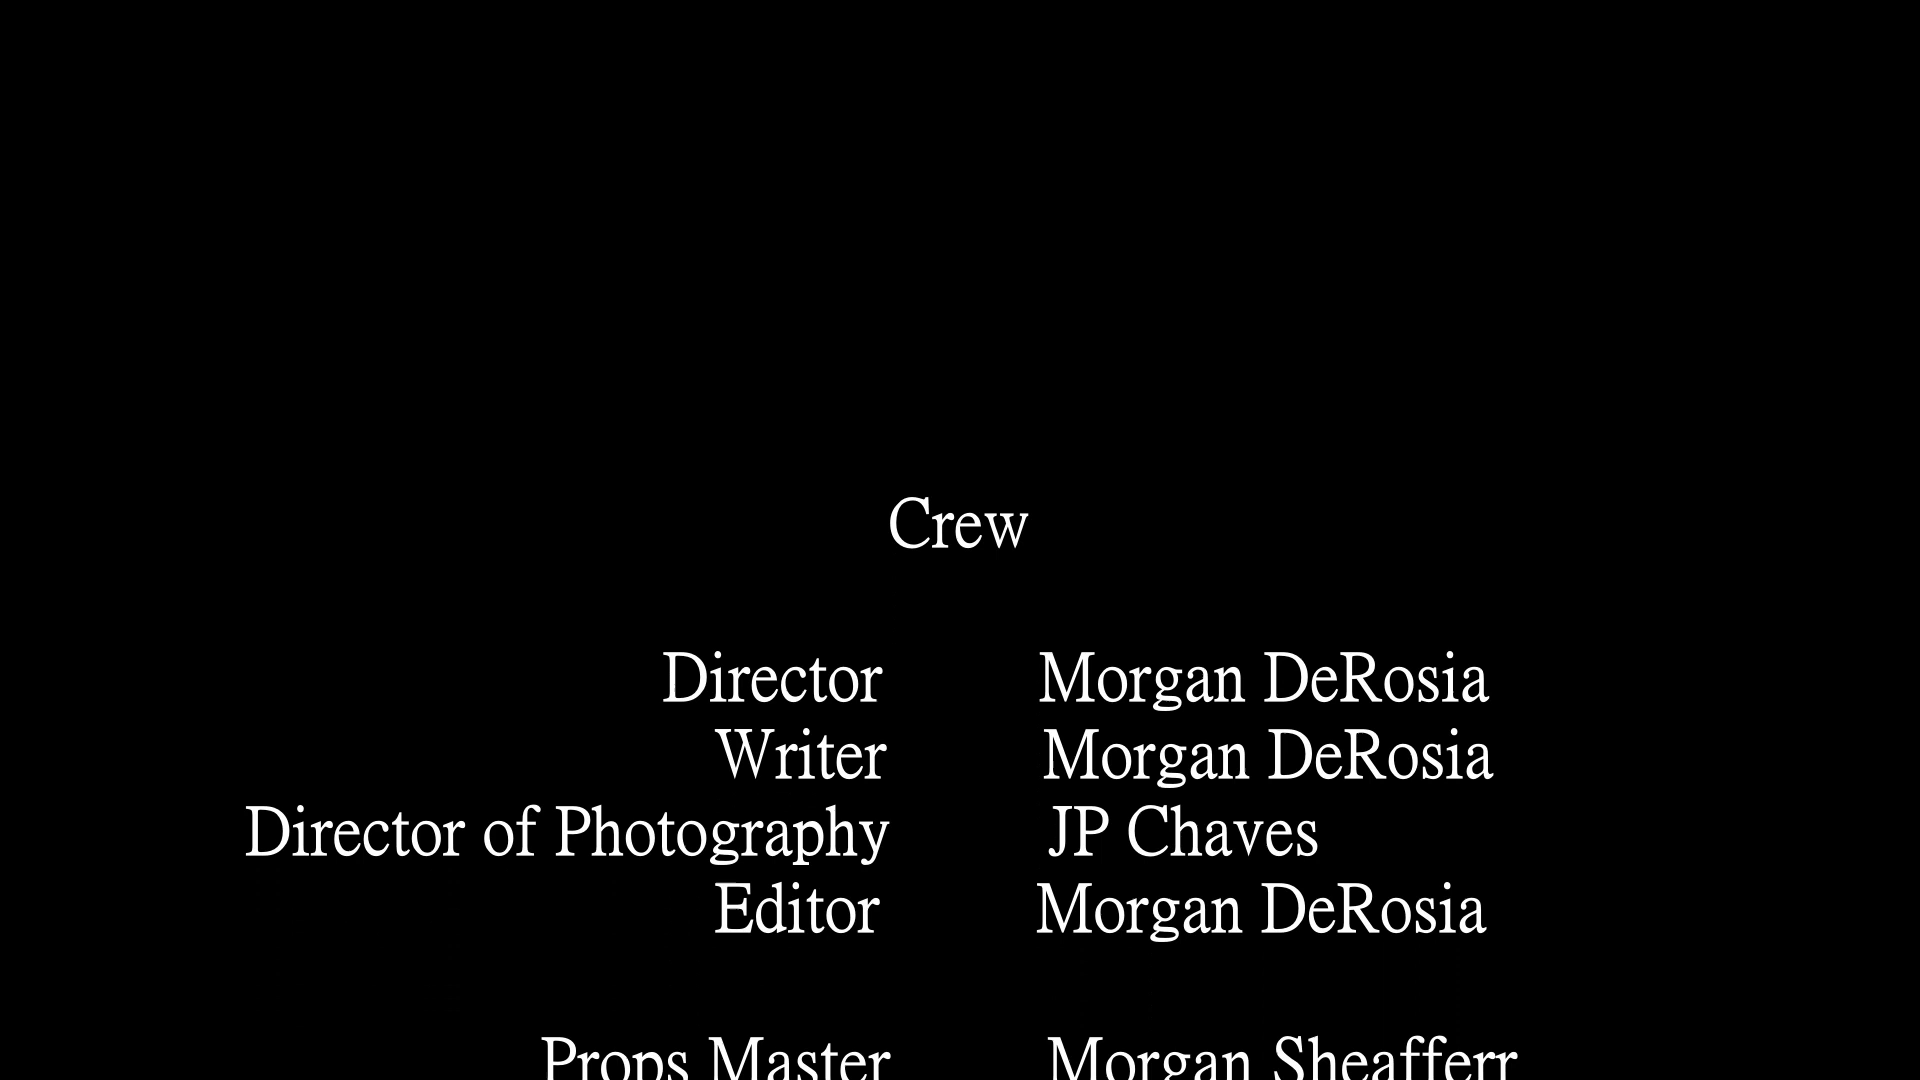 Crew
Director Morgan DeRosia
Writer Morgan DeRosia
Director of Photography JP Chaves
Editor Morgan DeRosia
Props Master Morgan Sheafferr